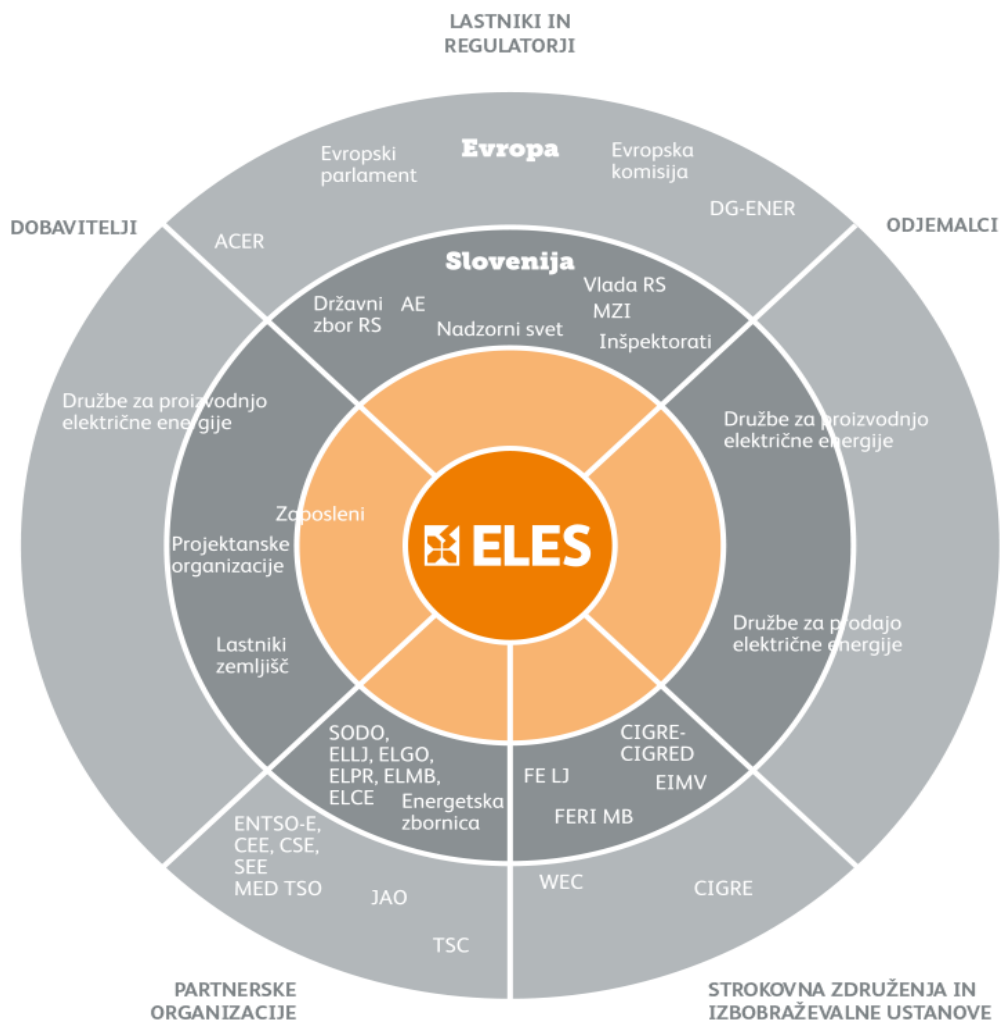 LASTNIKI IN
REGULATORJI
Evropski
parlament
Evropa
Evropska
komisija
DG-ENER
ACER
DOBAVITELJI
ODJEMALCI
Slovenija
Državni
zbor RS
AE
Nadzorni svet
Vlada RS
MZI
Inšpektorati
Družbe za proizvodnjo
električne energije
Družbe za proizvodnjo
električne energije
Zaposleni
ELES
Projektanske
organizacije
Lastniki
zemljišč
Družbe za prodajo
električne energije
SODO,
ELLJ, ELGO,
ELPR, ELMB,
ELCE
Energetska
zbornica
CIGRE-
CIGRED
FE LJ
EIMV
FERI MB
ENTSO-E,
CEE, CSE,
SEE
MED TSO
JAO
TSC
WEC
CIGRE
PARTNERSKE
ORGANIZACIJE
STROKOVNA ZDRUŽENJA IN
IZBOBRAŽEVALNE USTANOVE